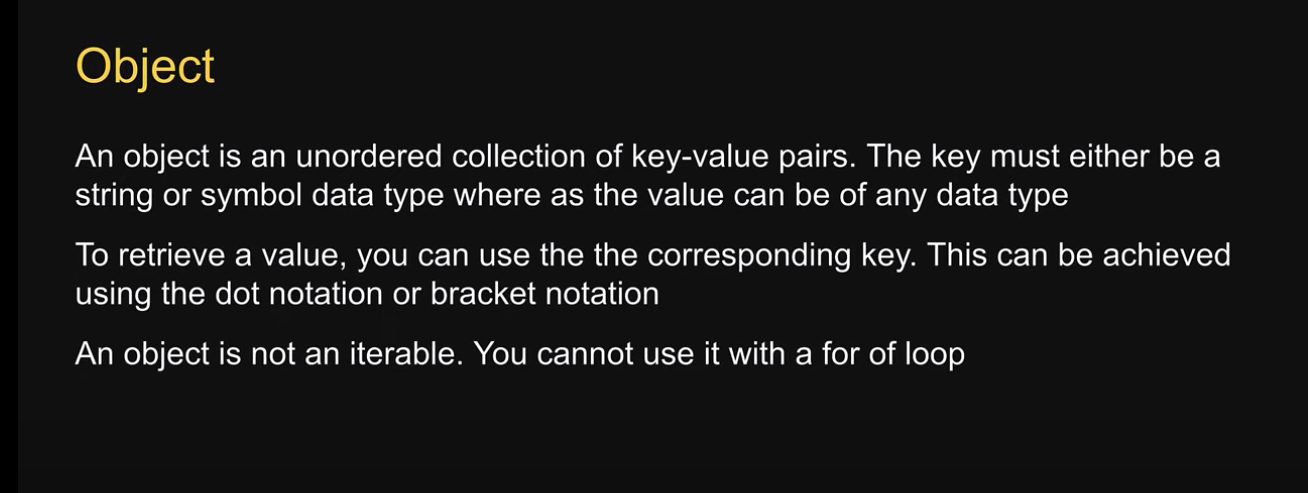 Object
An object is an unordered collection of key-value pairs. The key must either be a
string or symbol data type where as the value can be of any data type
To retrieve a value, you can use the the corresponding key. This can be achieved
using the dot notation or bracket notation
An object is not an iterable. You cannot use it with a for of loop